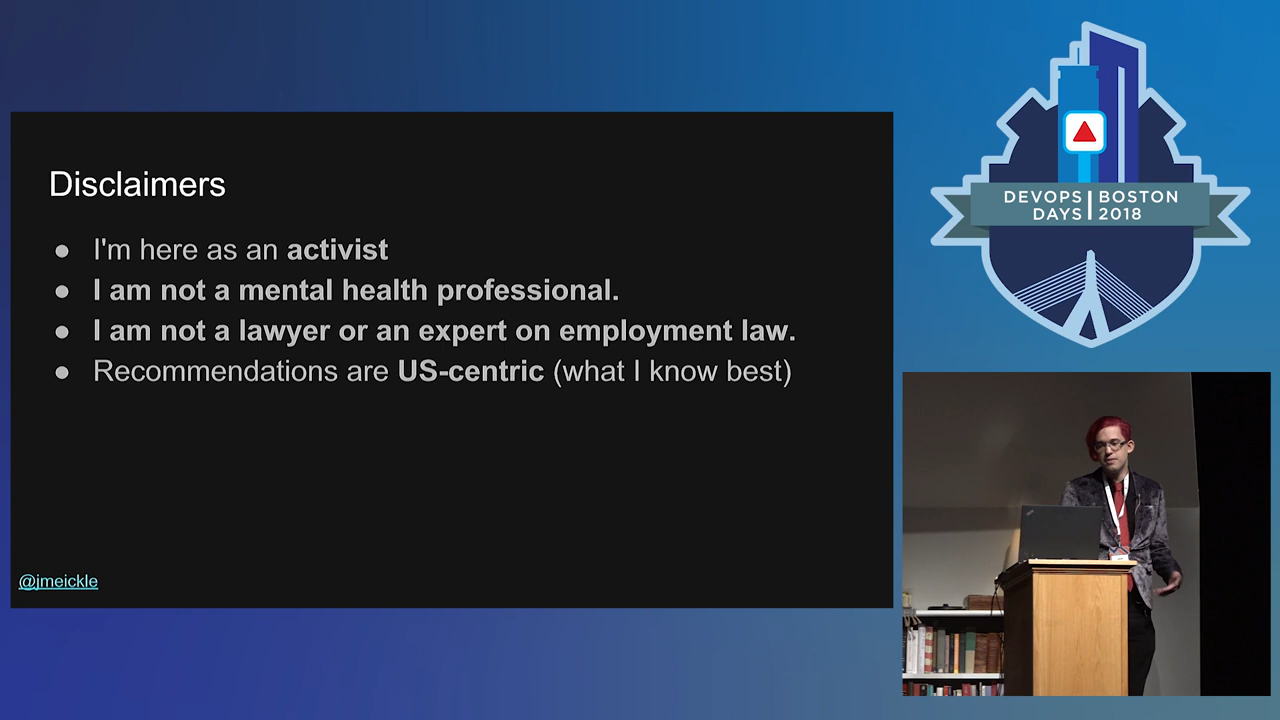 Disclaimers
● I'm here as an activist
● I am not a mental health professional.
● I am not a lawyer or an expert on employment law.
● Recommendations are US-centric (what I know best)
@jmeickle
DEVOPS DAYS | BOSTON 2018